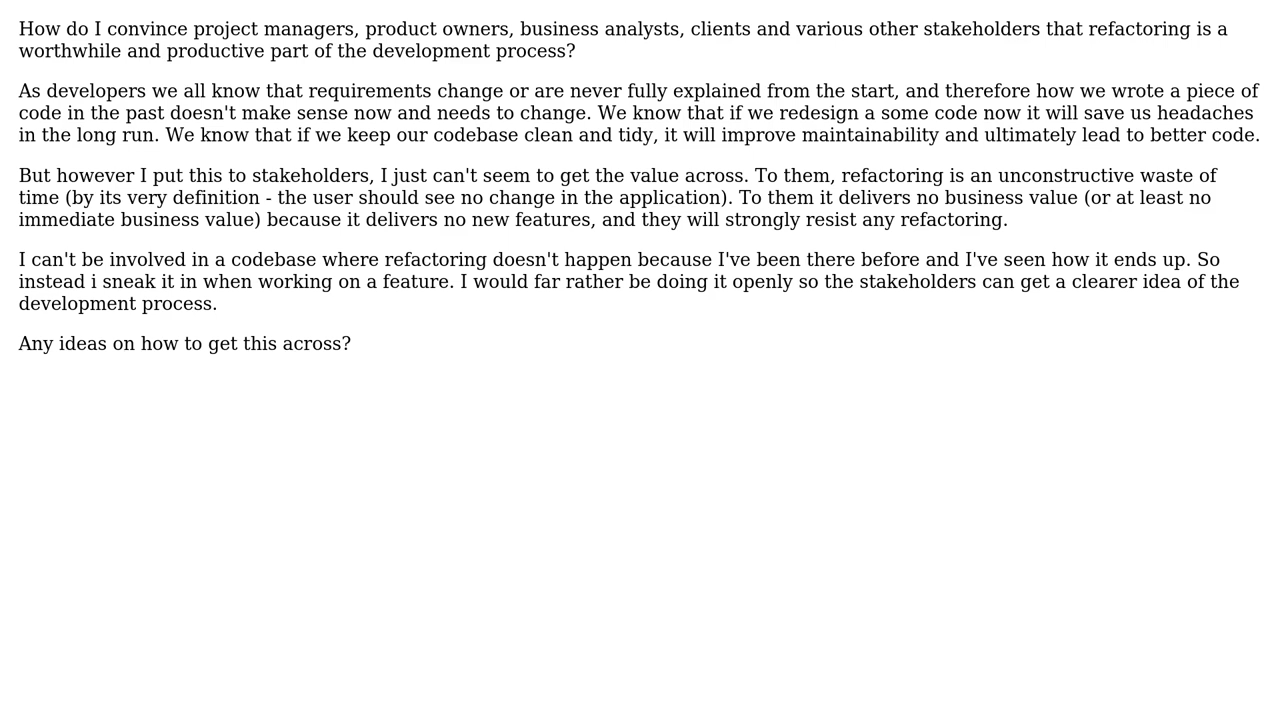 How do I convince project managers, product owners, business analysts, clients and various other stakeholders that refactoring is a
worthwhile and productive part of the development process?
As developers we all know that requirements change or are never fully explained from the start, and therefore how we wrote a piece of
code in the past doesn't make sense now and needs to change. We know that if we redesign a some code now it will save us headaches
in the long run. We know that if we keep our codebase clean and tidy, it will improve maintainability and ultimately lead to better code.
But however I put this to stakeholders, I just can't seem to get the value across. To them, refactoring is an unconstructive waste of
time (by its very definition - the user should see no change in the application). To them it delivers no business value (or at least no
immediate business value) because it delivers no new features, and they will strongly resist any refactoring.
I can't be involved in a codebase where refactoring doesn't happen because I've been there before and I've seen how it ends up. So
instead i sneak it in when working on a feature. I would far rather be doing it openly so the stakeholders can get a clearer idea of the
development process.
Any ideas on how to get this across?